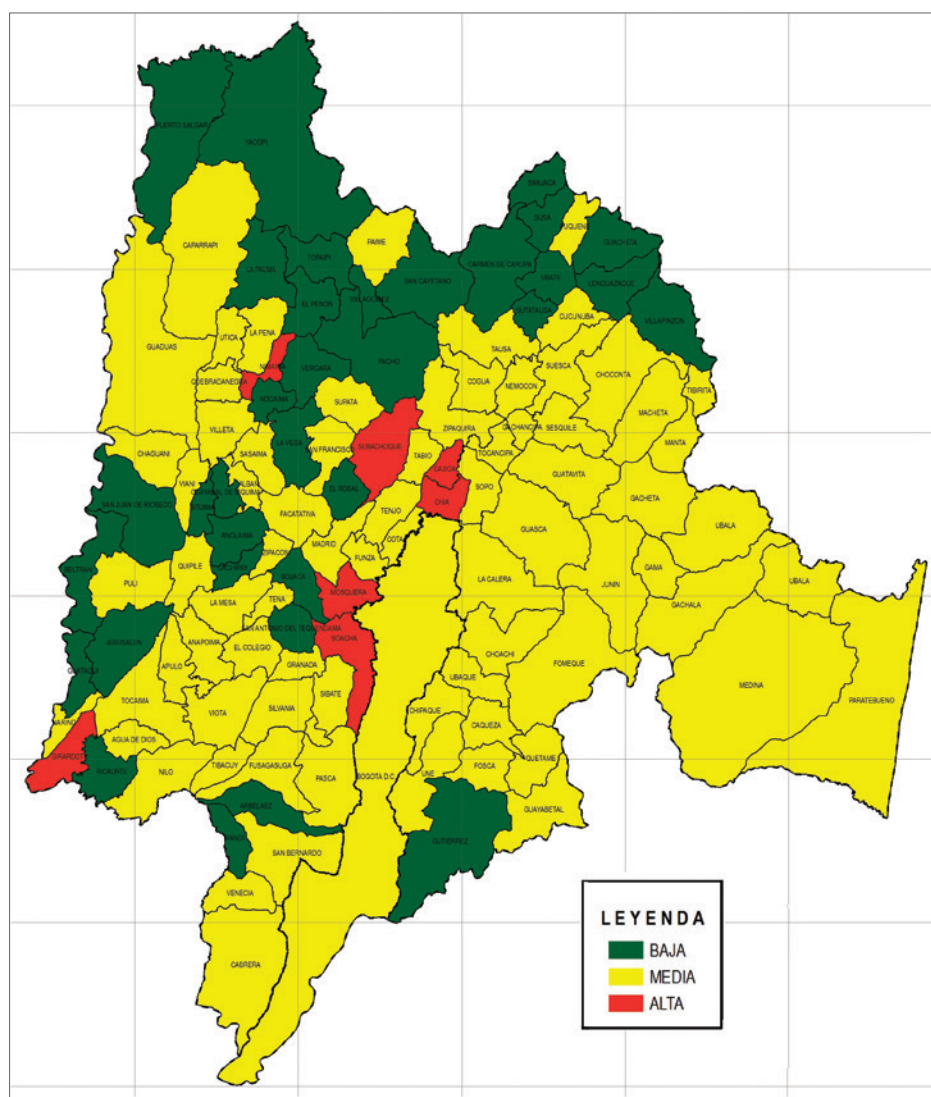 PUERTO SALGAR
YACOPI
SIMIJACA
SUSA
GUACHETA
CAPARRAPI
PAIME
TOPAIPI
LA PALMA
CARMEN DE CARUPA
UBATE
SAN CAYETANO
LENGUAZAQUE
EL PEÑON
VILLAGOMEZ
SUTATAUSA
CUCUNUBA
VILLAPINZON
LA PEÑA
UTICA
GUADUAS
TAUSA
PACHO
VERGARA
SUESCA
CHOCONTA
QUEBRADANEGRA
COGUA
NEMOCON
TIBIRITA
NOCAIMA
SUPATA
MACHETA
VILLETA
ZIPAQUIRA
GACHANCIPA
SESQUILE
LA VEGA
MANTA
CHAGUANI
SASAIMA
SAN FRANCISCO
SUBACHOQUE
TABIO
TOCANCIPA
CAJICA
GUATAVITA
VIANI
SOPO
EL ROSAL
CHIA
GACHETA
SAN JUAN DE RIOSECO
FACATATIVA
TENJO
UBALA
GUASCA
ANOLAIMA
MADRID
COTA
ZIPACON
FUNZA
QUIPILE
BELTRAN
GAMA
PULI
LA CALERA
JUNIN
UBALA
BOJACA
MOSQUERA
LA MESA
TENA
GACHALA
SAN ANTONIO DEL TEQUENDAMA
SOACHA
JERUSALEN
ANAPOIMA
EL COLEGIO
CHOACHI
GRANADA
APULO
FOMEQUE
UBAQUE
MEDINA
TOCAIMA
SIBATE
PARATEBUENO
VIOTA
SILVANIA
CHIPAQUE
CAQUEZA
AGUA DE DIOS
GIRARDOT
QUETAME
RICAURTE
NILO
TIBACUY
FUSAGASUGA
FOSCA
PASCA
BOGOTA D.C.
UNE
ARBELAEZ
GUAYABETAL
GUTIERREZ
SAN BERNARDO
VENECIA
CABRERA
LEYENDA
BAJA
MEDIA
ALTA